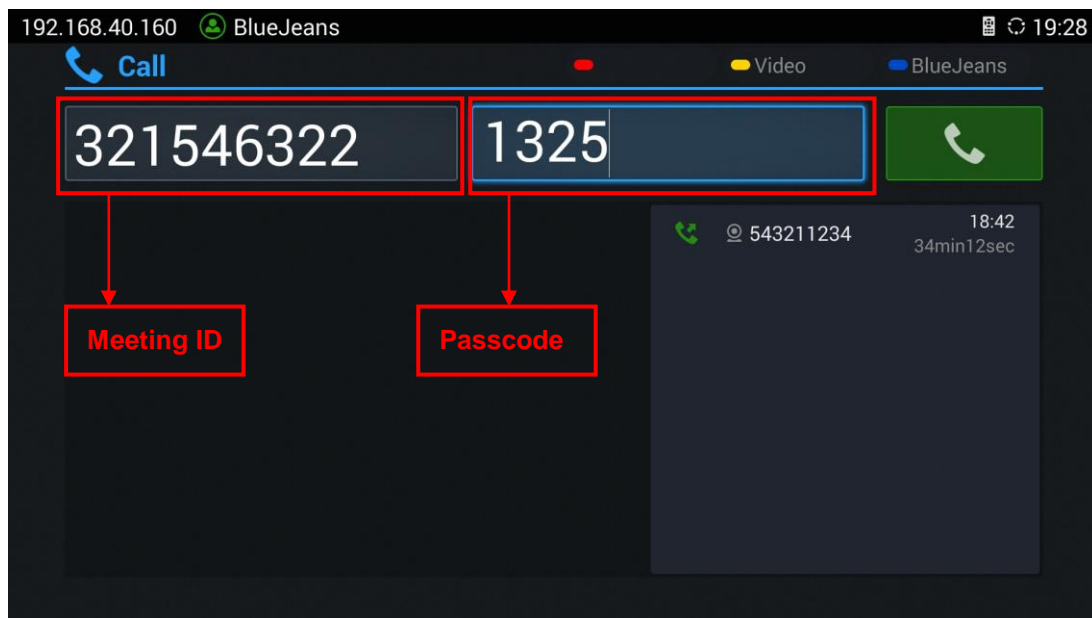 192.168.40.160 BlueJeans 19:28
Call Video BlueJeans
321546322 1325
543211234 18:42
34min12sec
Meeting ID Passcode